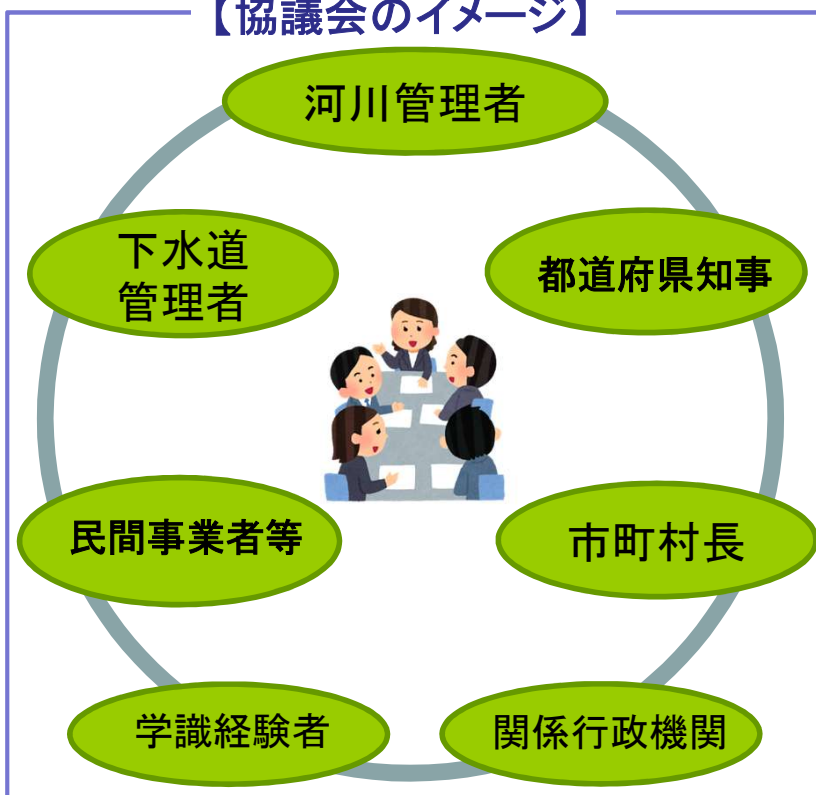 【協議会のイメージ】
河川管理者
下水道
管理者
都道府県知事
民間事業者等
市町村長
学識経験者
関係行政機関